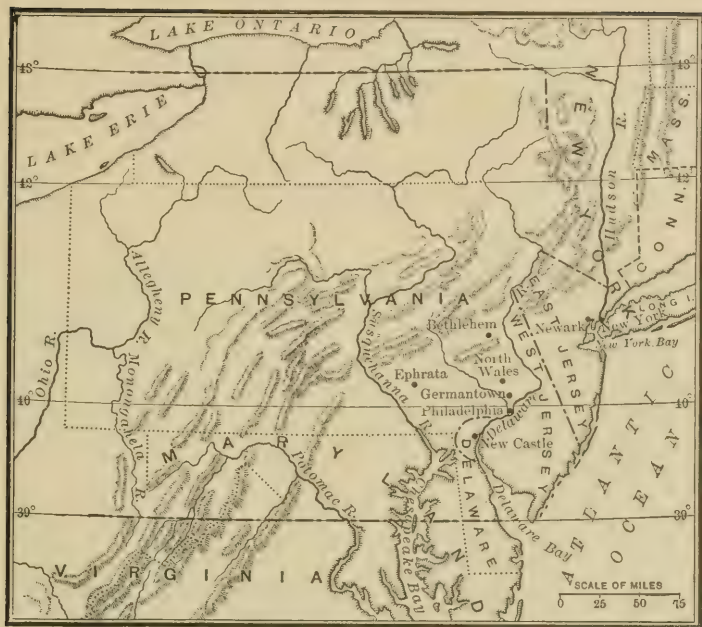 LAKE ONTARIO
43°
43°
NEW YORK
MASS.
LAKE ERIE
Hudson R.
42°
42°
CONN.
Allegheny R.
PENNSYLVANIA
EAST JERSEY
WEST JERSEY
LONG I.
Newark
New York
New York Bay
Bethlehem
Susquehanna R.
Ohio R.
Monongahela R.
North Wales
Ephrata
Germantown
Philadelphia
40°
40°
Delaware
New Castle
MARYLAND
Potomac R.
DELAWARE
Chesapeake Bay
Delaware Bay
ATLANTIC OCEAN
39°
39°
VIRGINIA
SCALE OF MILES
0 25 50 75